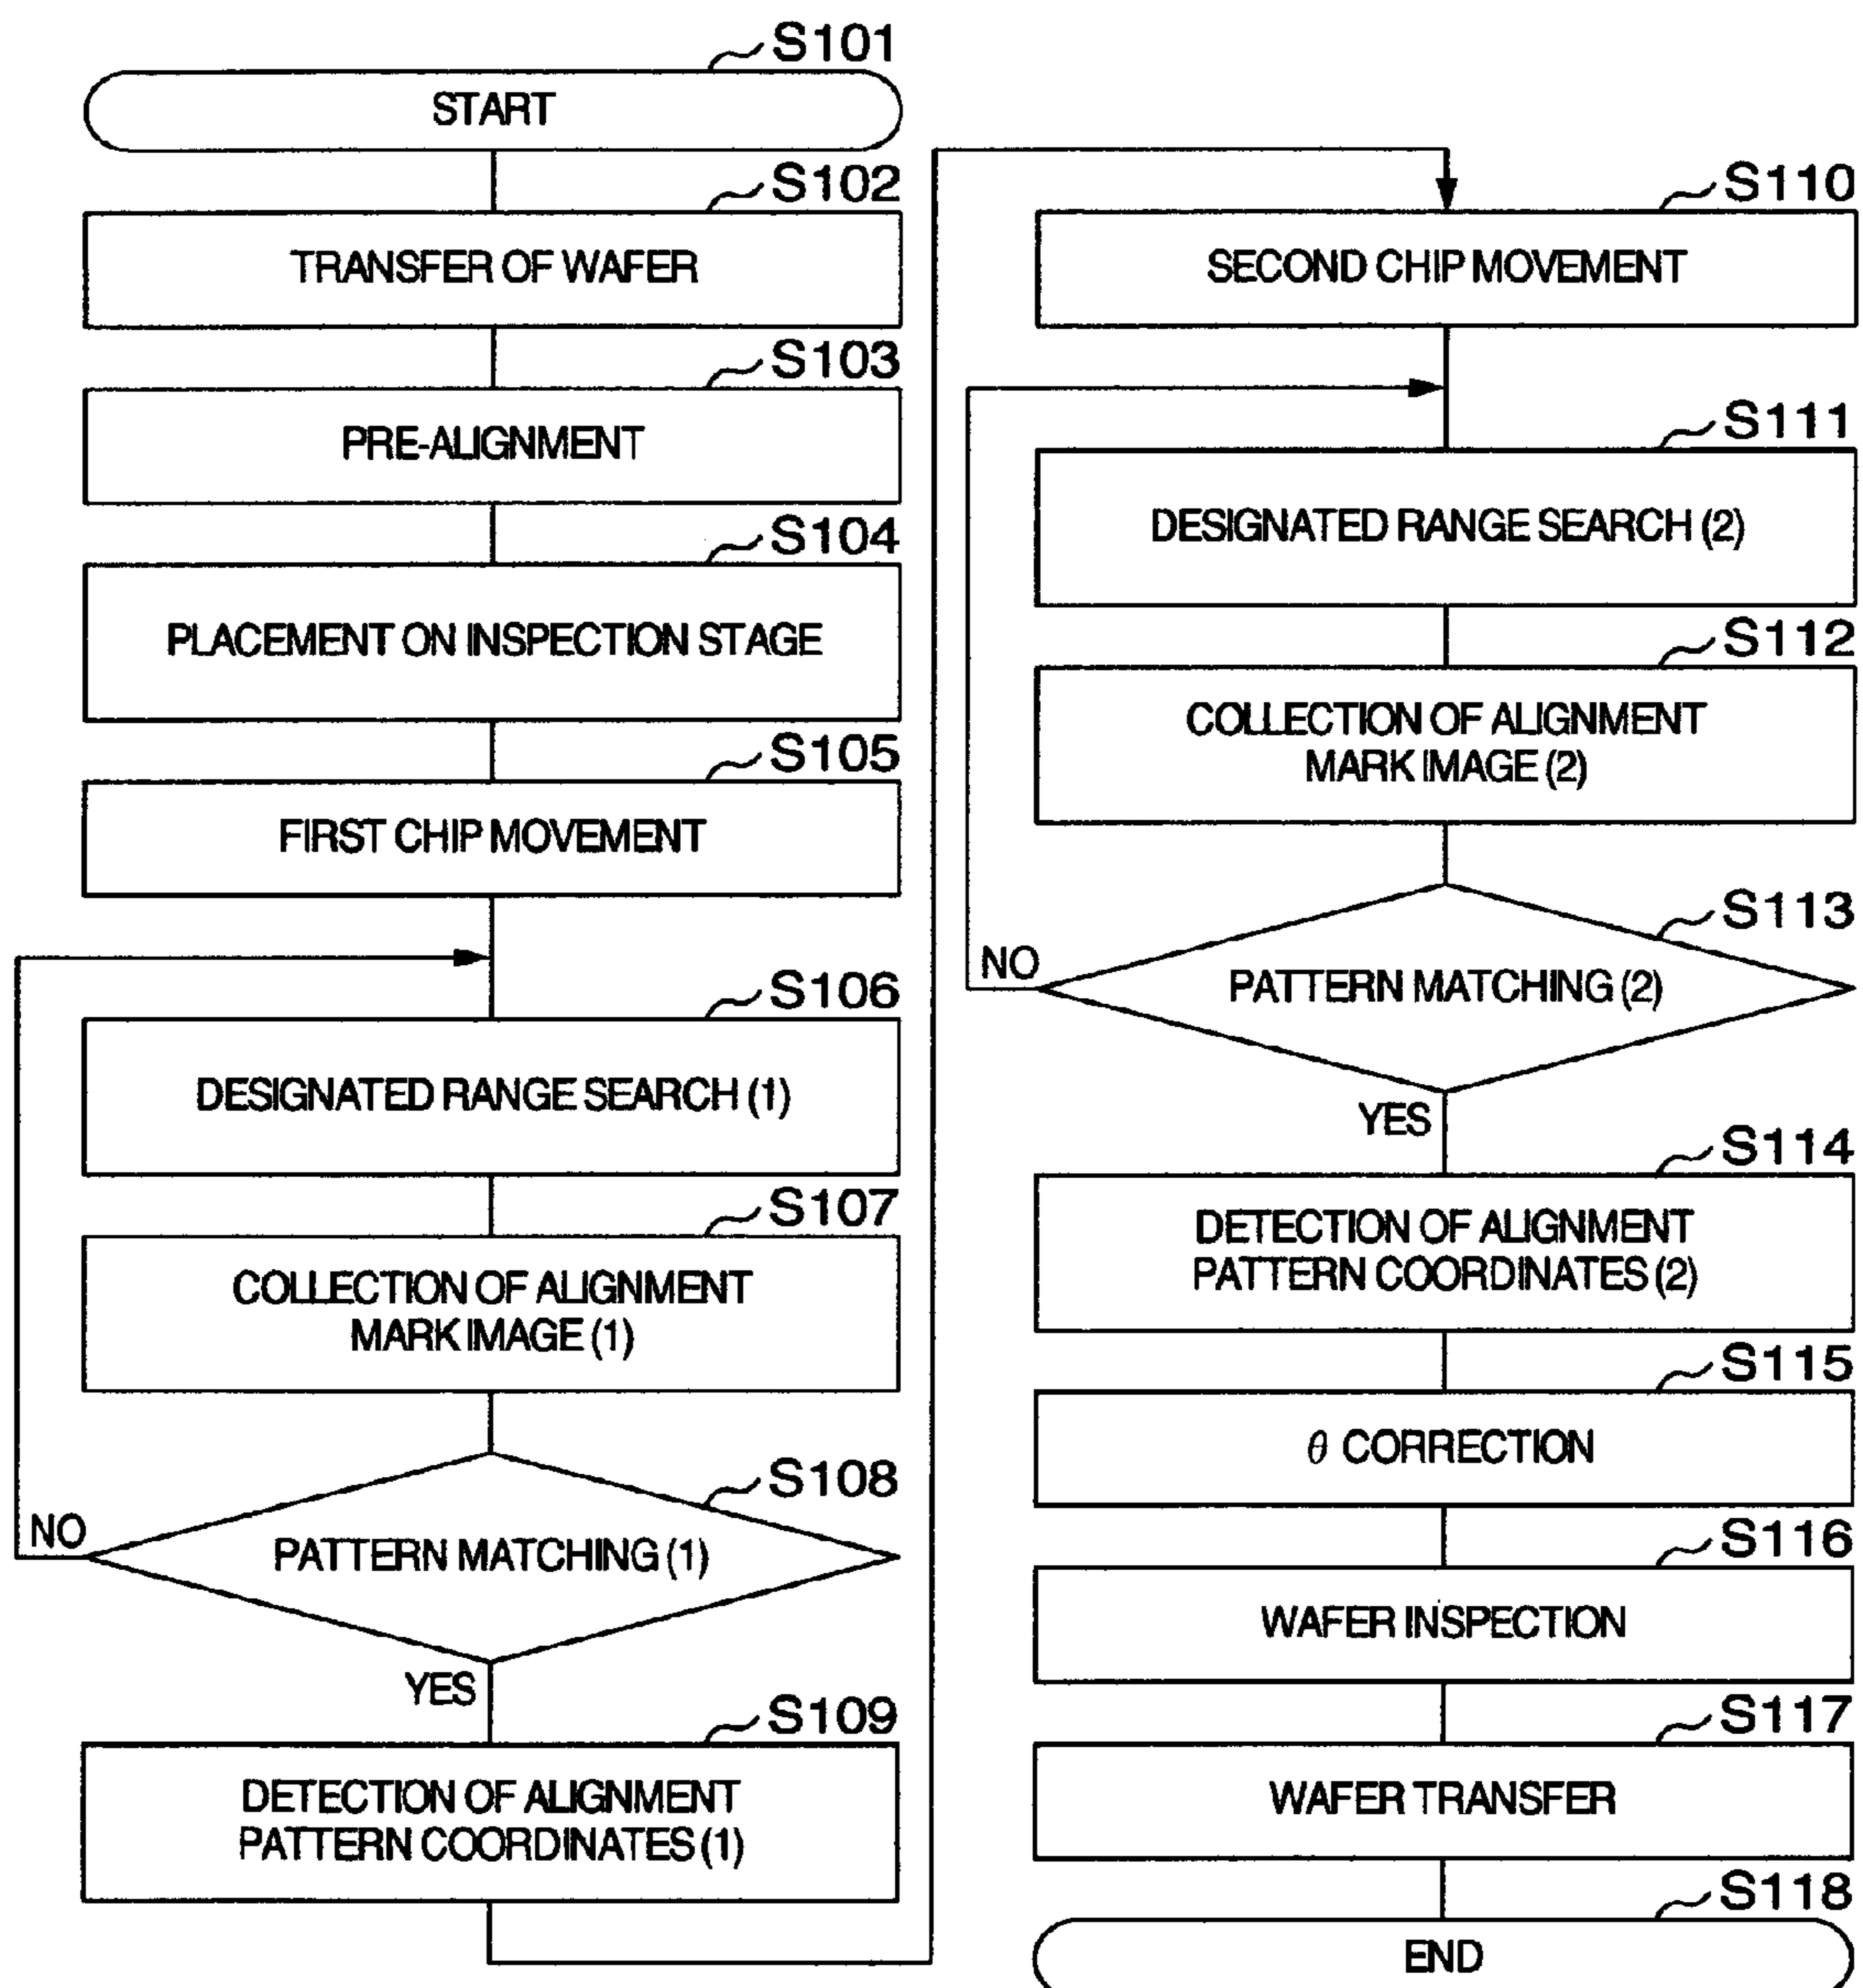 S101
START
S102
TRANSFER OF WAFER
S103
PRE-ALIGNMENT
S104
PLACEMENT ON INSPECTION STAGE
S105
FIRST CHIP MOVEMENT
S106
DESIGNATED RANGE SEARCH (1)
S107
COLLECTION OF ALIGNMENT
MARK IMAGE (1)
S108
NO
PATTERN MATCHING (1)
YES
S109
DETECTION OF ALIGNMENT
PATTERN COORDINATES (1)
S110
SECOND CHIP MOVEMENT
S111
DESIGNATED RANGE SEARCH (2)
S112
COLLECTION OF ALIGNMENT
MARK IMAGE (2)
S113
NO
PATTERN MATCHING (2)
YES
S114
DETECTION OF ALIGNMENT
PATTERN COORDINATES (2)
S115
θ CORRECTION
S116
WAFER INSPECTION
S117
WAFER TRANSFER
S118
END